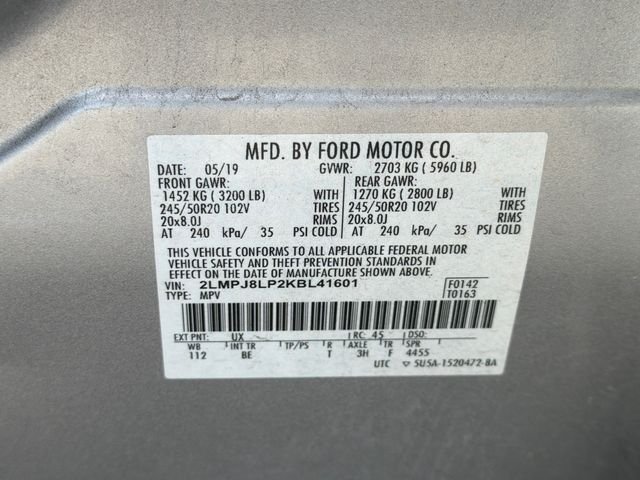 MFD. BY FORD MOTOR CO.
DATE: 05/19 GVWR: 2703 KG ( 5960 LB)
FRONT GAWR: REAR GAWR:
1452 KG ( 3200 LB) WITH 1270 KG ( 2800 LB) WITH
245/50R20 102V TIRES 245/50R20 102V TIRES
20x8.0J RIMS 20x8.0J RIMS
AT 240 kPa/ 35 PSI COLD AT 240 kPa/ 35 PSI COLD
THIS VEHICLE CONFORMS TO ALL APPLICABLE FEDERAL MOTOR
VEHICLE SAFETY AND THEFT PREVENTION STANDARDS IN
EFFECT ON THE DATE OF MANUFACTURE SHOWN ABOVE.
VIN: 2LMPJ8LP2KBL41601 F0142
TYPE: MPV T0163
EXT PNT: UX RC: 45 DSO:
WB INT TR TP/PS R AXLE TR SPR
112 BE T 3H F 4455
UTC 5U5A-1520472-8A